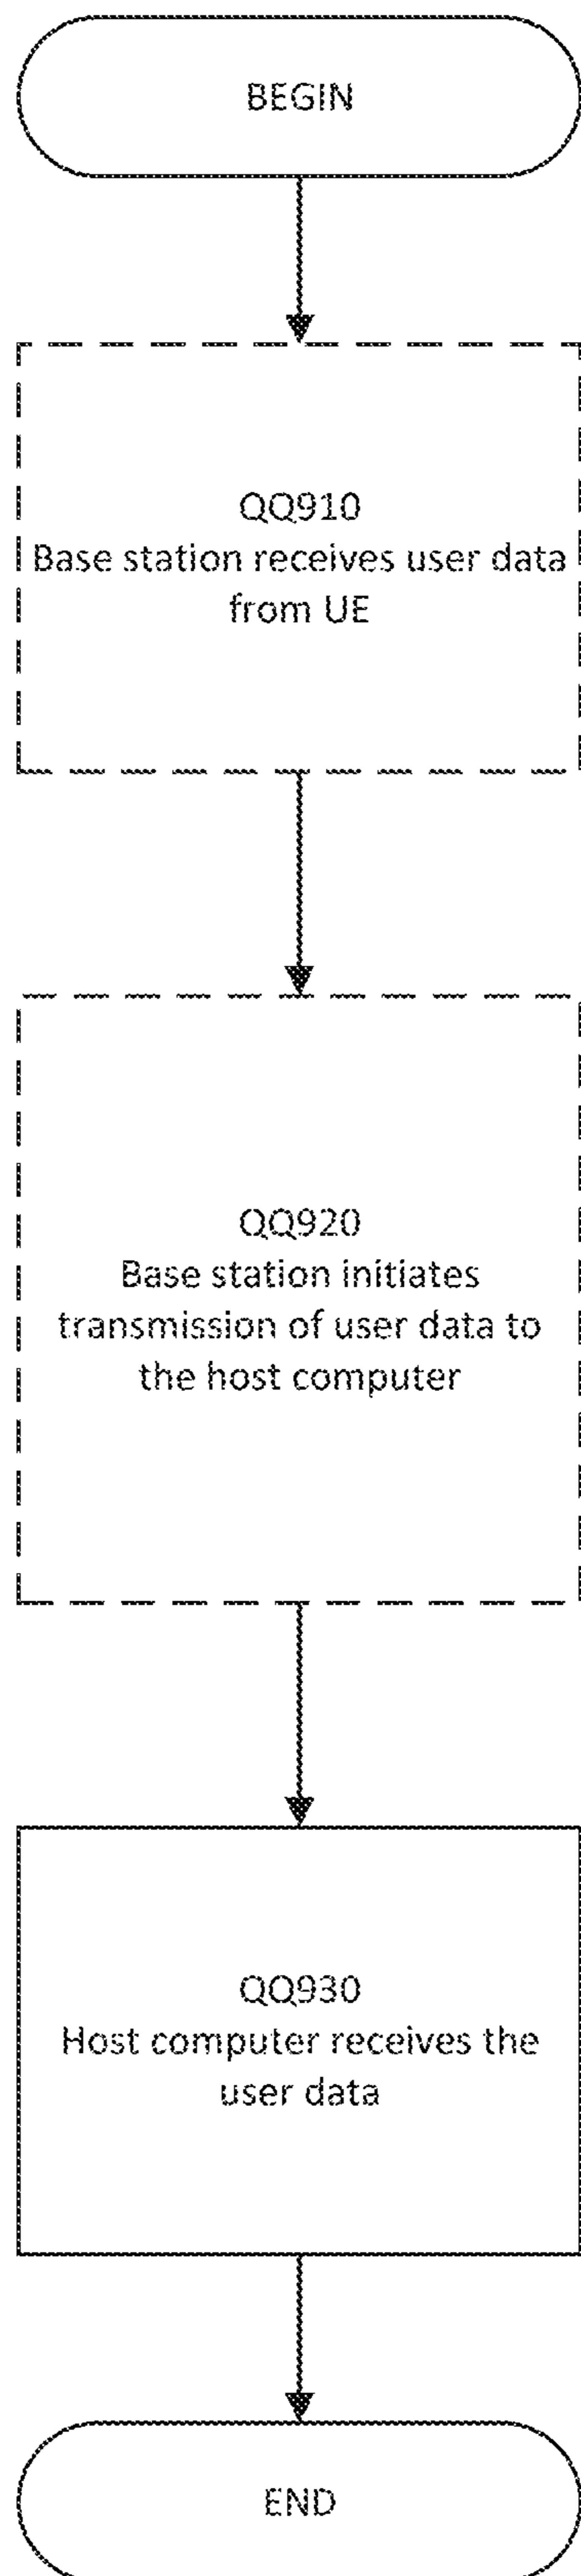 BEGIN
QQ910
Base station receives user data
from UE
QQ920
Base station initiates
transmission of user data to
the host computer
QQ930
Host computer receives the
user data
END